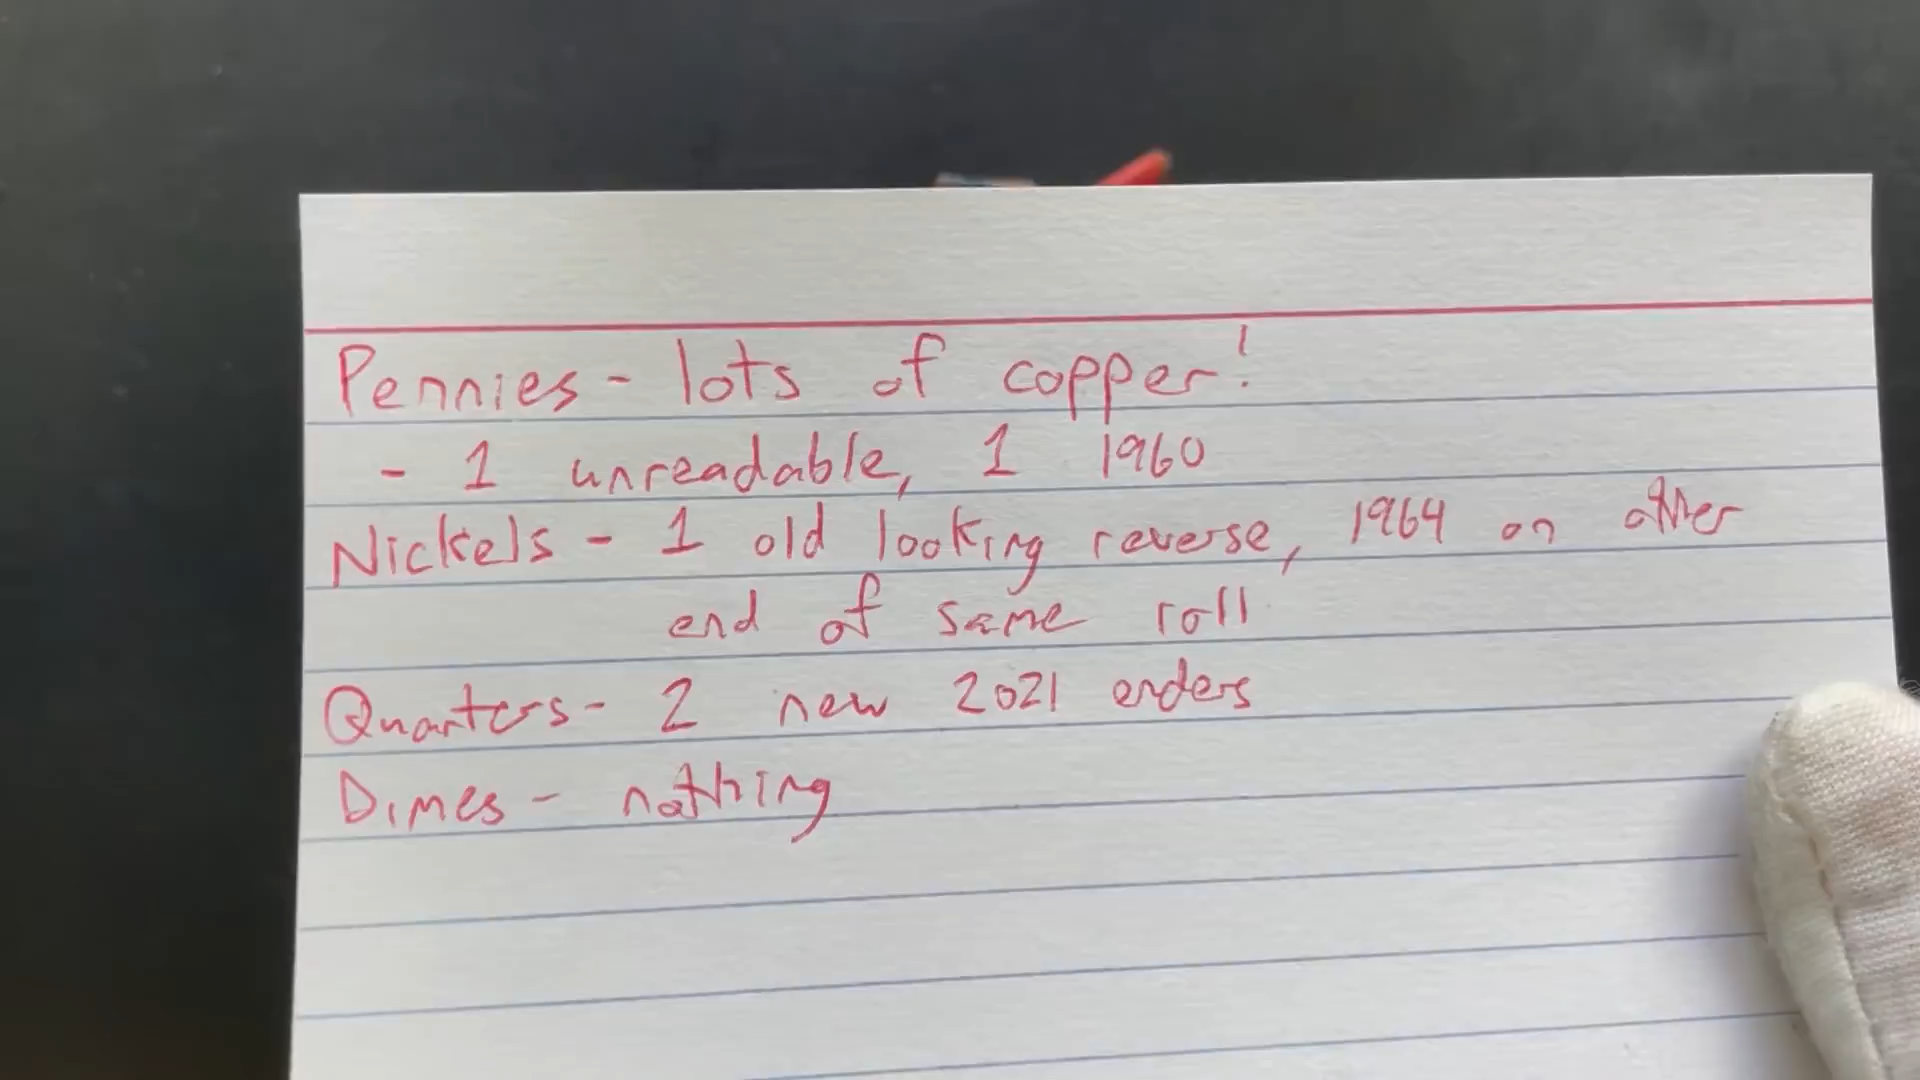 Pennies - lots of copper!
- 1 unreadable, 1 1960
Nickels - 1 old looking reverse, 1964 on other
end of same roll
Quarters - 2 new 2021 enders
Dimes - nothing